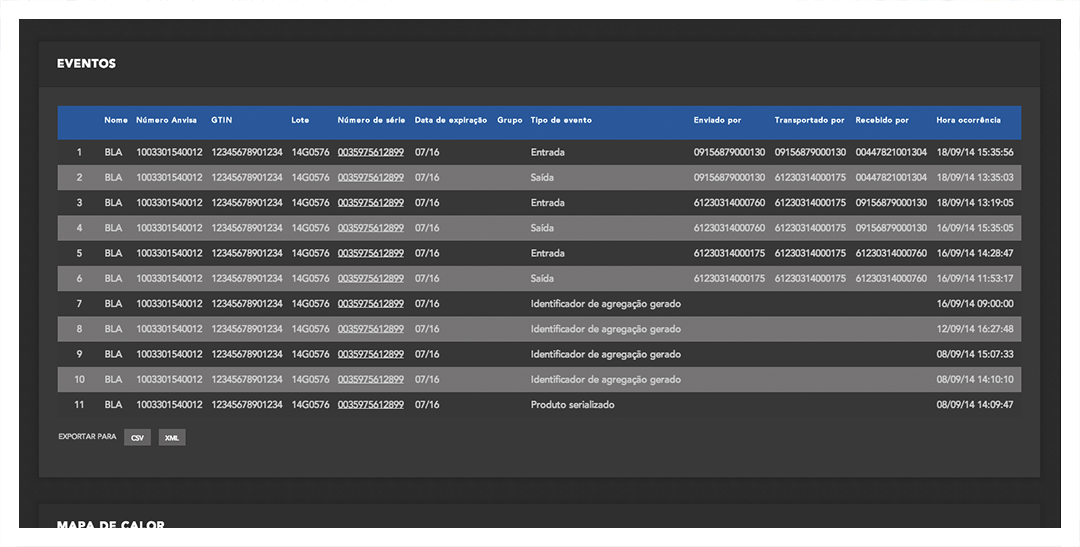 EVENTOS
Nome Número Anvisa GTIN Lote Número de série Data de expiração Grupo Tipo de evento Enviado por Transportado por Recebido por Hora ocorrência
1 BLA 1003301540012 12345678901234 14G0576 0035975612899 07/16 Entrada 09156879000130 09156879000130 00447821001304 18/09/14 15:35:56
2 BLA 1003301540012 12345678901234 14G0576 0035975612899 07/16 Saída 09156879000130 61230314000175 00447821001304 18/09/14 13:35:03
3 BLA 1003301540012 12345678901234 14G0576 0035975612899 07/16 Entrada 61230314000760 61230314000175 09156879000130 18/09/14 13:19:05
4 BLA 1003301540012 12345678901234 14G0576 0035975612899 07/16 Saída 61230314000760 61230314000175 09156879000130 16/09/14 15:35:05
5 BLA 1003301540012 12345678901234 14G0576 0035975612899 07/16 Entrada 61230314000175 61230314000175 61230314000760 16/09/14 14:28:47
6 BLA 1003301540012 12345678901234 14G0576 0035975612899 07/16 Saída 61230314000175 61230314000175 61230314000760 16/09/14 11:53:17
7 BLA 1003301540012 12345678901234 14G0576 0035975612899 07/16 Identificador de agregação gerado 16/09/14 09:00:00
8 BLA 1003301540012 12345678901234 14G0576 0035975612899 07/16 Identificador de agregação gerado 12/09/14 16:27:48
9 BLA 1003301540012 12345678901234 14G0576 0035975612899 07/16 Identificador de agregação gerado 08/09/14 15:07:33
10 BLA 1003301540012 12345678901234 14G0576 0035975612899 07/16 Identificador de agregação gerado 08/09/14 14:10:10
11 BLA 1003301540012 12345678901234 14G0576 0035975612899 07/16 Produto serializado 08/09/14 14:09:47
EXPORTAR PARA CSV XML
MAPA DE CALOR